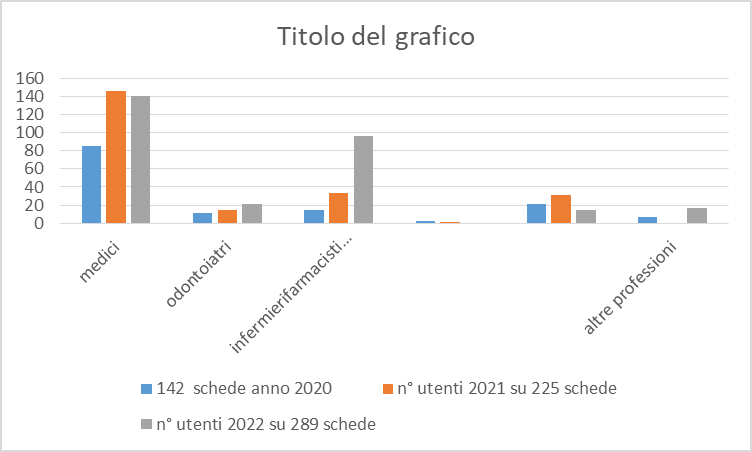 Titolo del grafico
160
140
120
100
80
60
40
20
0
medici
odontoiatri
infermierifarmacisti...
altre professioni
142  schede anno 2020
n° utenti 2021 su 225 schede
n° utenti 2022 su 289 schede